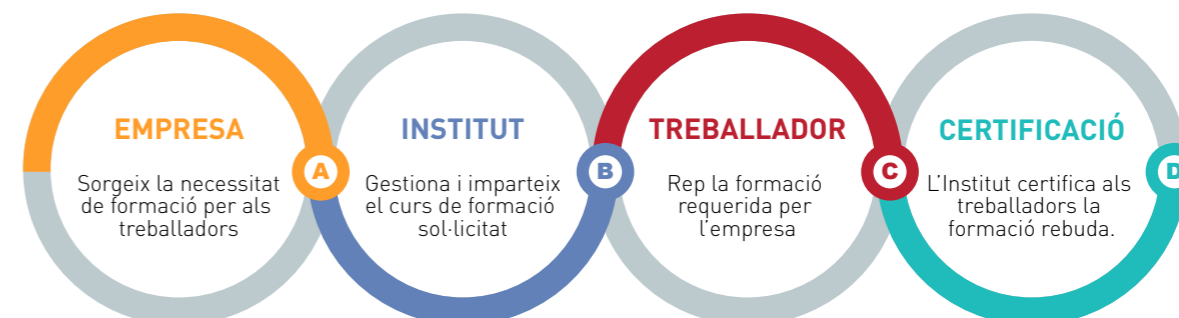 EMPRESA
Sorgeix la necessitat
de formació per als
treballadors
A
INSTITUT
Gestiona i imparteix
el curs de formació
sol·licitat
B
TREBALLADOR
Rep la formació
requerida per
l'empresa
C
CERTIFICACIÓ
L'Institut certifica als
treballadors la
formació rebuda.
D